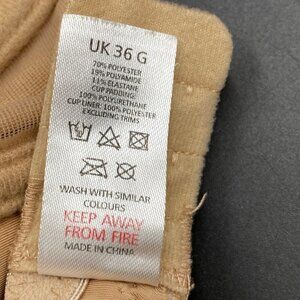 UK 36 G
70% POLYESTER
19% POLYAMIDE
11% ELASTANE
CUP PADDING:
100% POLYURETHANE
CUP LINER: 100% POLYESTER
EXCLUDING TRIMS
WASH WITH SIMILAR
COLOURS
KEEP AWAY
FROM FIRE
MADE IN CHINA